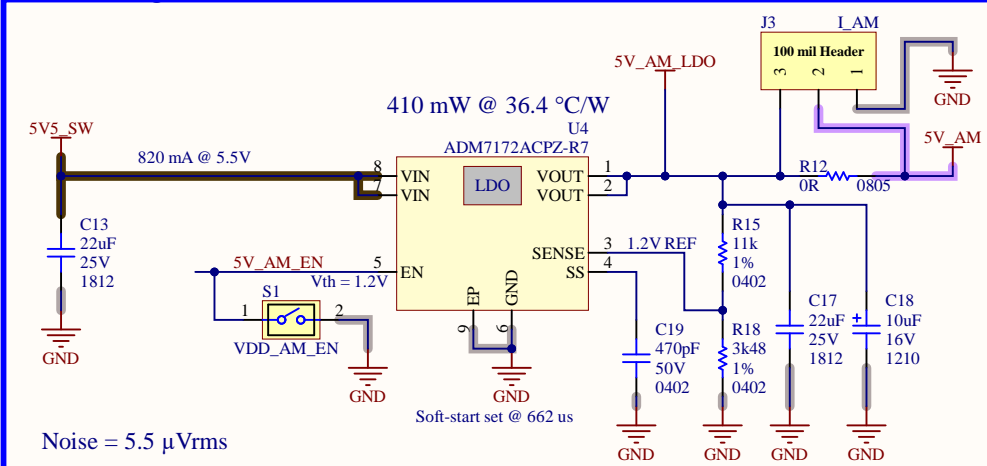 J3
I_AM
100 mil Header
3
2
1
5V_AM_LDO
GND
410 mW @ 36.4 °C/W
U4
ADM7172ACPZ-R7
5V5_SW
820 mA @ 5.5V
5V_AM
8
VIN
7
VIN
LDO
VOUT
1
VOUT
2
R12
0R
0805
C13
22uF
25V
1812
GND
SENSE
3
1.2V REF
SS
4
R15
11k
1%
0402
5V_AM_EN
Vth = 1.2V
5
EN
EP
GND
9
6
S1
1
2
VDD_AM_EN
GND
GND
Soft-start set @ 662 us
C19
470pF
50V
0402
GND
R18
3k48
1%
0402
GND
C17
22uF
25V
1812
GND
+
C18
10uF
16V
1210
GND
Noise = 5.5 µVrms